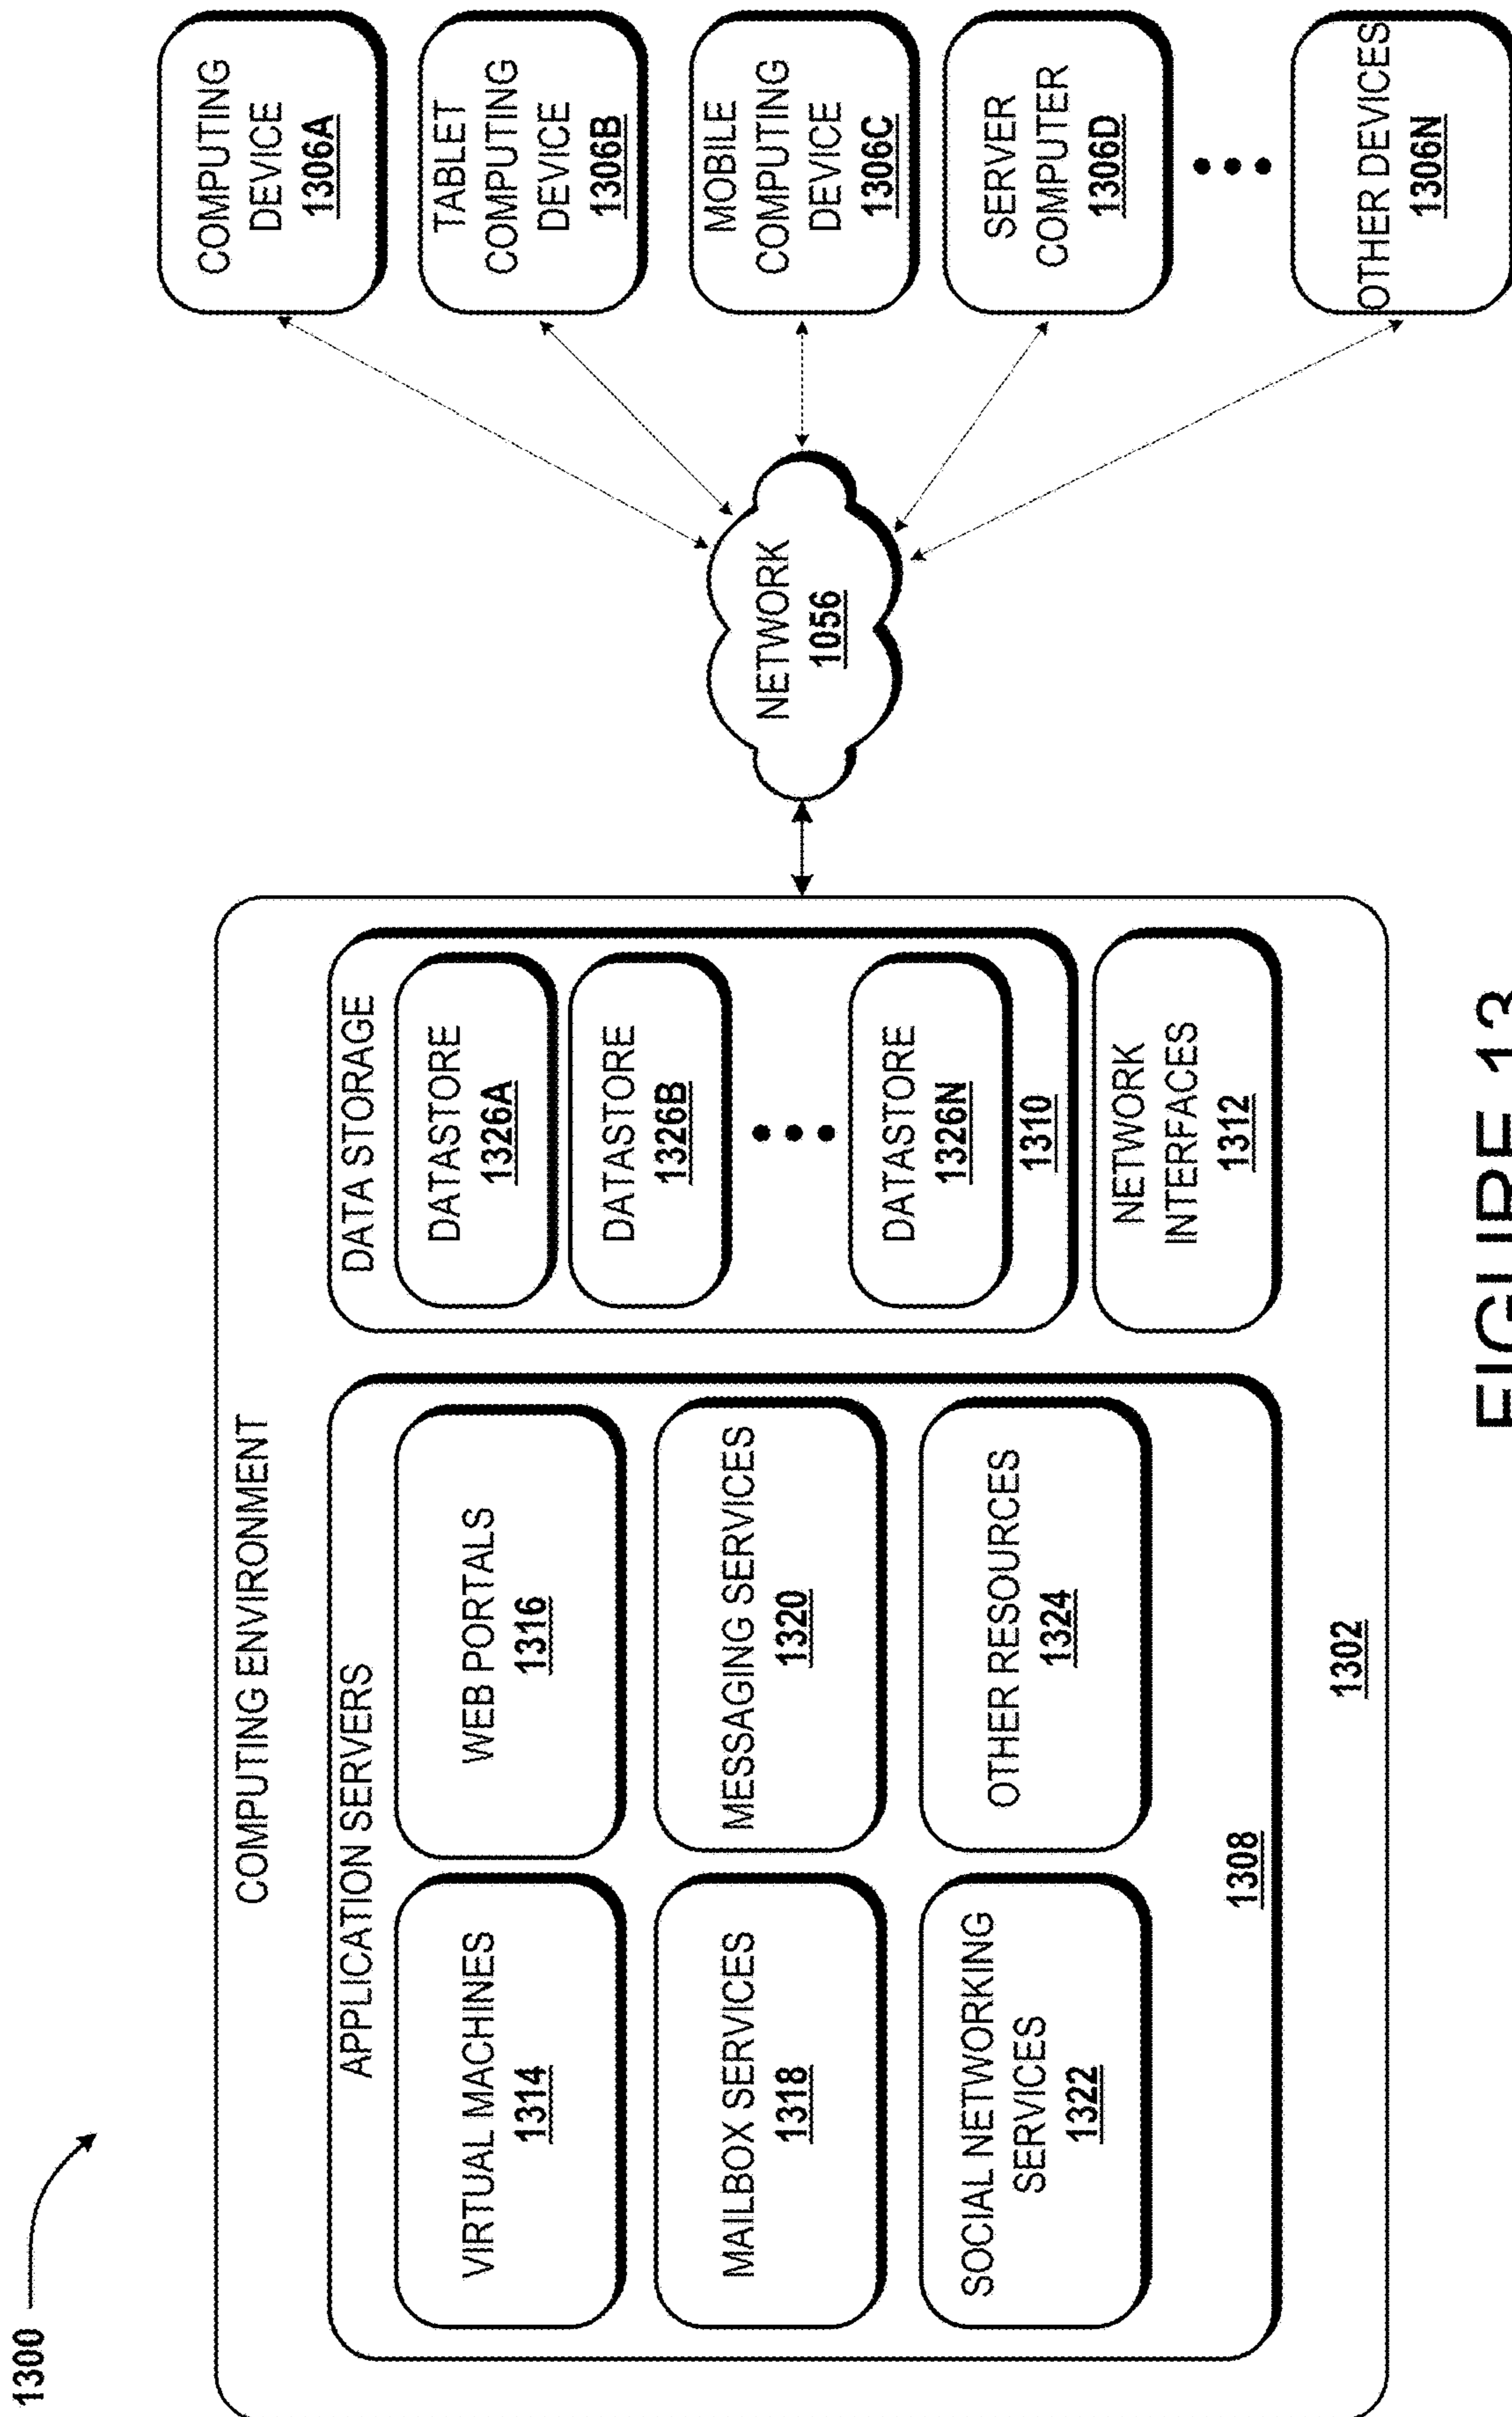 1300
COMPUTING ENVIRONMENT
APPLICATION SERVERS
VIRTUAL MACHINES
1314
WEB PORTALS
1316
MAILBOX SERVICES
1318
MESSAGING SERVICES
1320
SOCIAL NETWORKING
SERVICES
1322
OTHER RESOURCES
1324
1308
DATA STORAGE
DATASTORE
1326A
DATASTORE
1326B
DATASTORE
1326N
1310
NETWORK
INTERFACES
1312
1302
NETWORK
1056
COMPUTING
DEVICE
1306A
TABLET
COMPUTING
DEVICE
1306B
MOBILE
COMPUTING
DEVICE
1306C
SERVER
COMPUTER
1306D
OTHER DEVICES
1306N
FIGURE 13